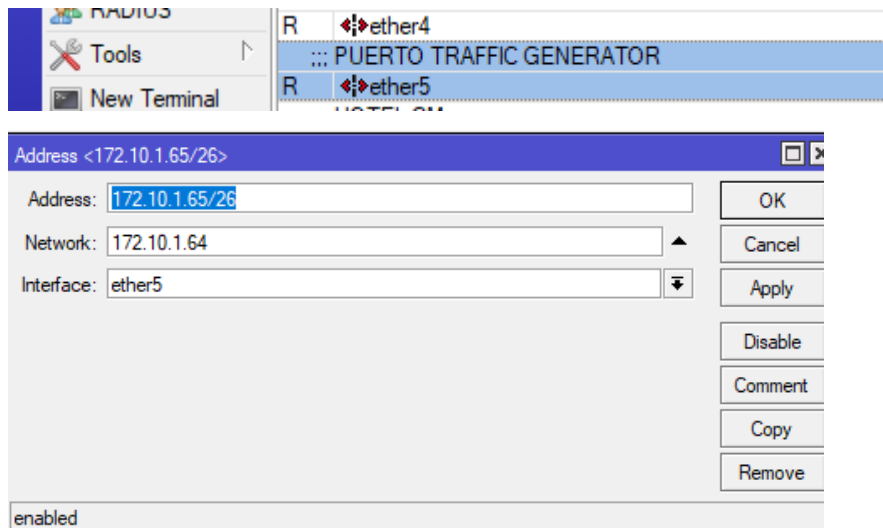 RADIUS
Tools
New Terminal
R ether4
;;; PUERTO TRAFFIC GENERATOR
R ether5
Address <172.10.1.65/26>
Address: 172.10.1.65/26
Network: 172.10.1.64
Interface: ether5
OK
Cancel
Apply
Disable
Comment
Copy
Remove
enabled